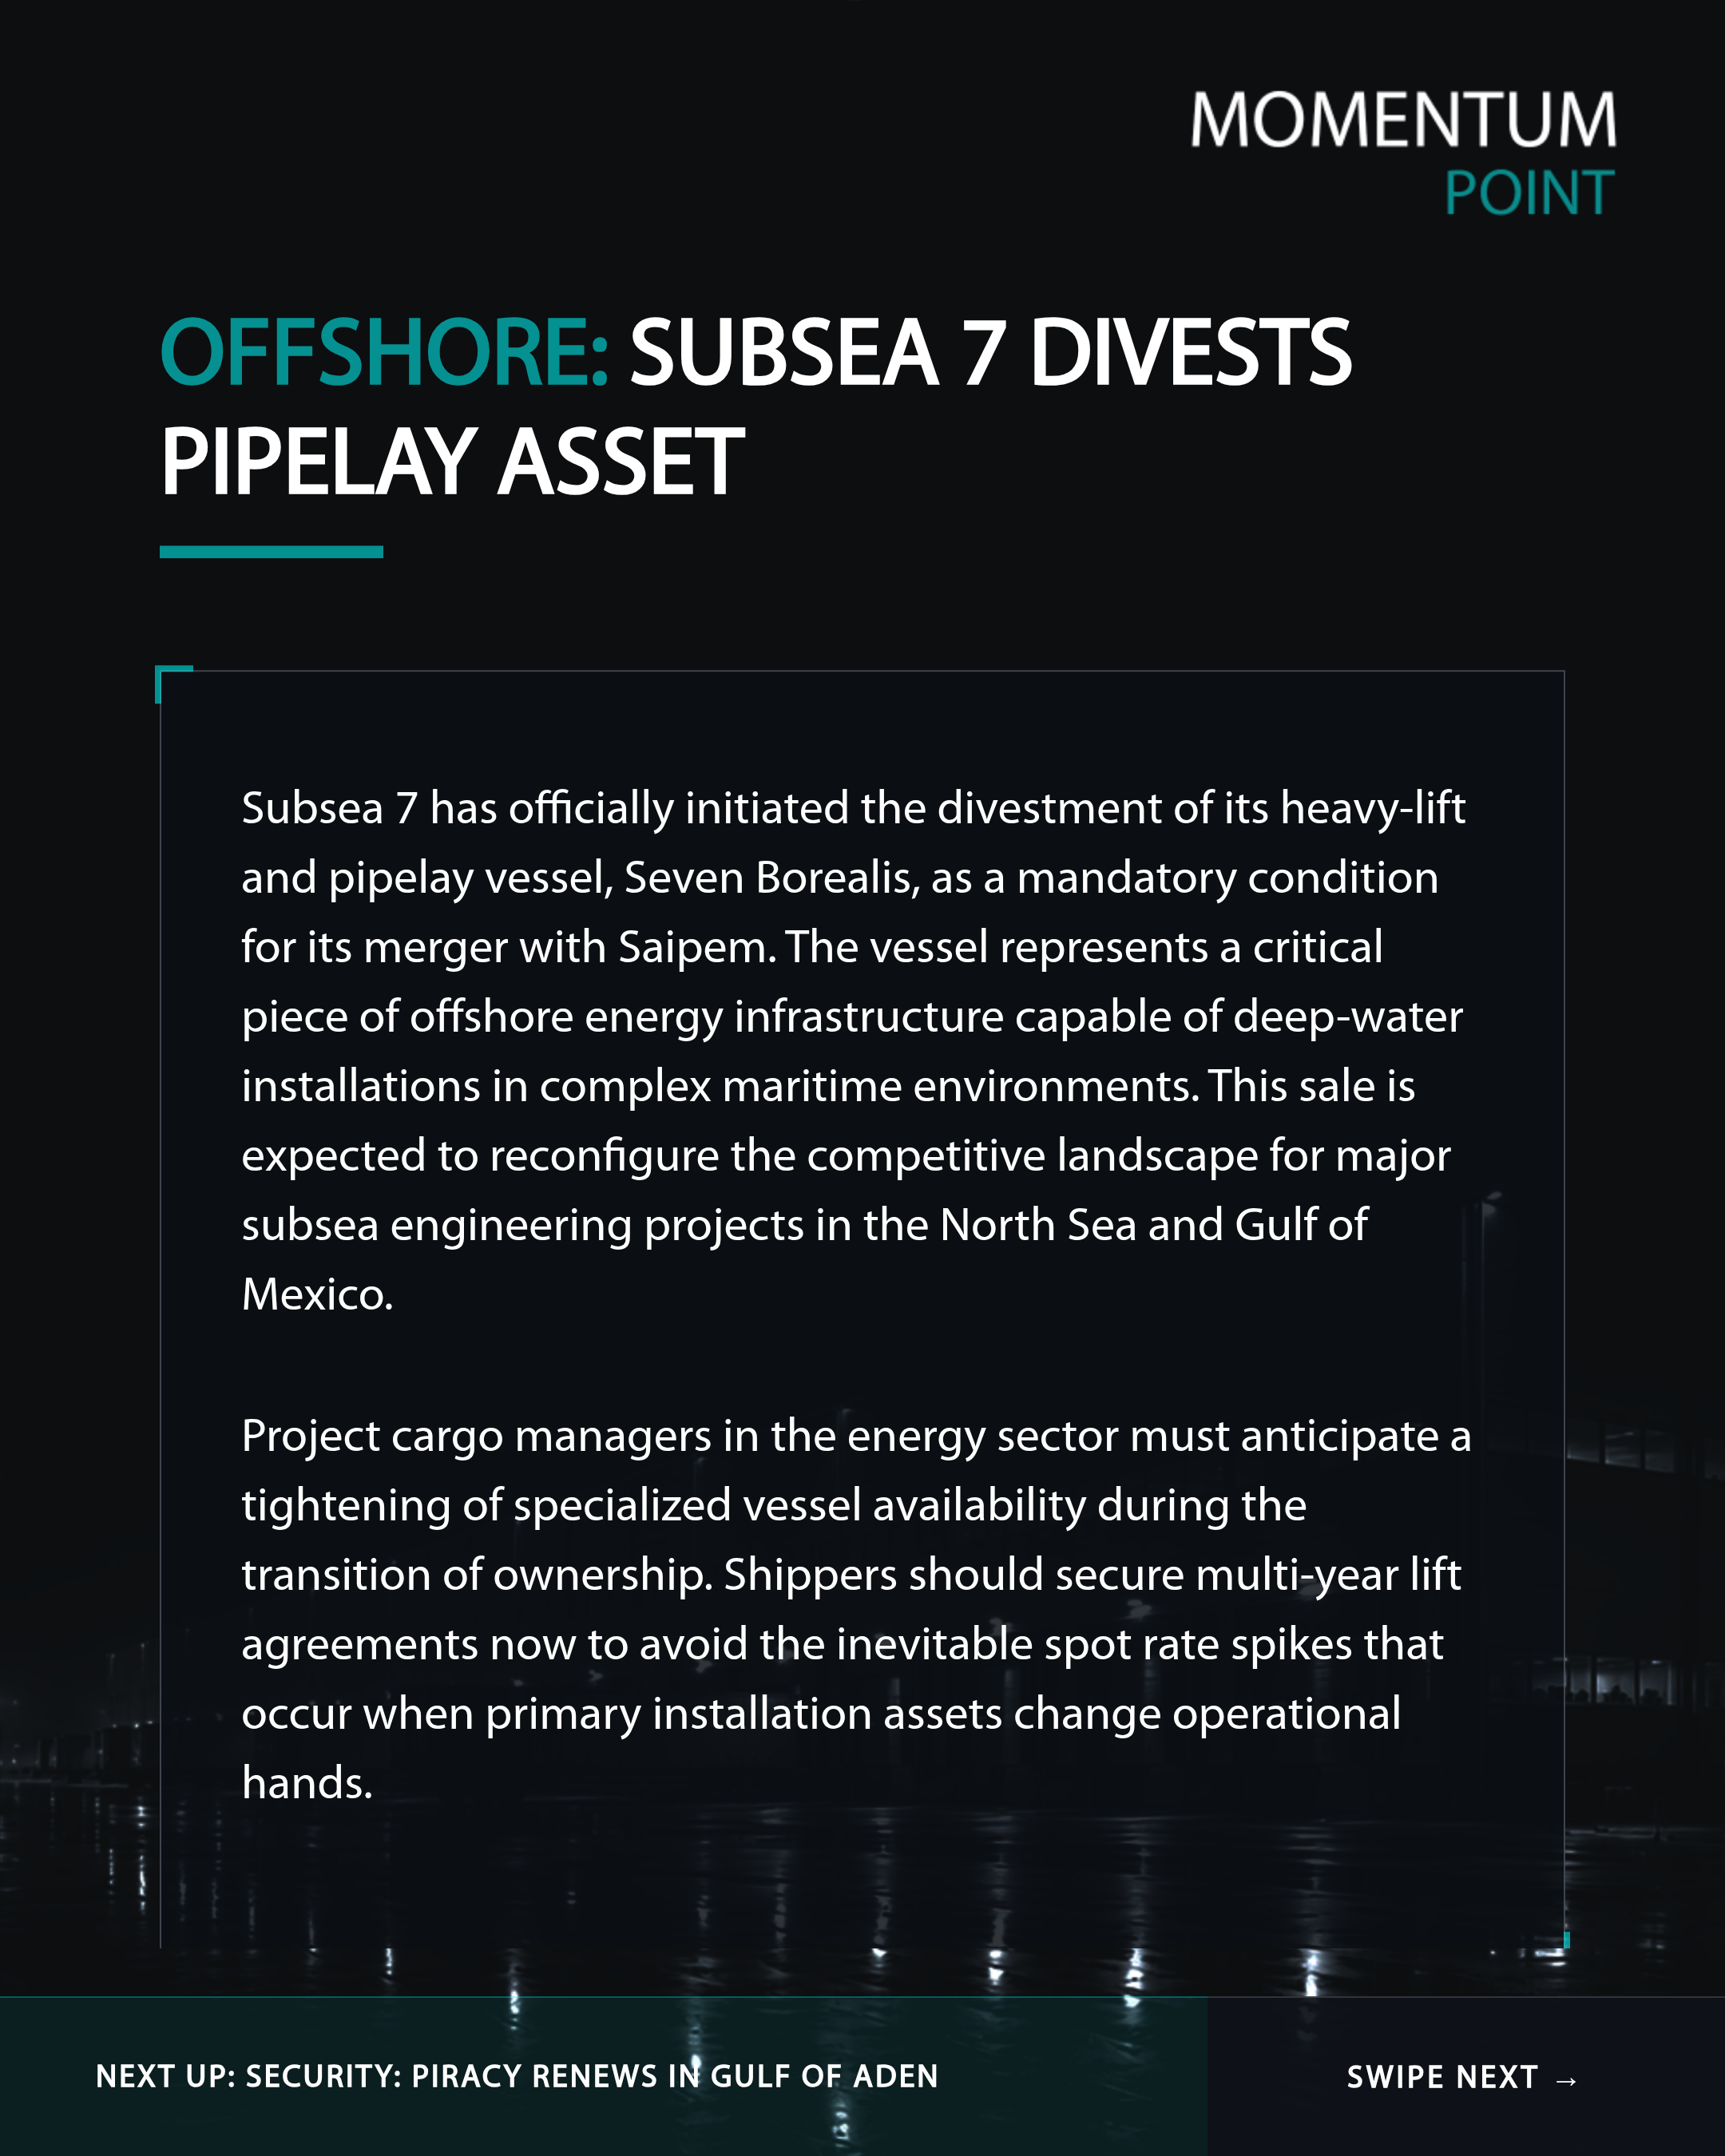 MOMENTUM
POINT
OFFSHORE: SUBSEA 7 DIVESTS
PIPELAY ASSET
Subsea 7 has officially initiated the divestment of its heavy-lift
and pipelay vessel, Seven Borealis, as a mandatory condition
for its merger with Saipem. The vessel represents a critical
piece of offshore energy infrastructure capable of deep-water
installations in complex maritime environments. This sale is
expected to reconfigure the competitive landscape for major
subsea engineering projects in the North Sea and Gulf of
Mexico.
Project cargo managers in the energy sector must anticipate a
tightening of specialized vessel availability during the
transition of ownership. Shippers should secure multi-year lift
agreements now to avoid the inevitable spot rate spikes that
occur when primary installation assets change operational
hands.
NEXT UP: SECURITY: PIRACY RENEWS IN GULF OF ADEN
SWIPE NEXT →